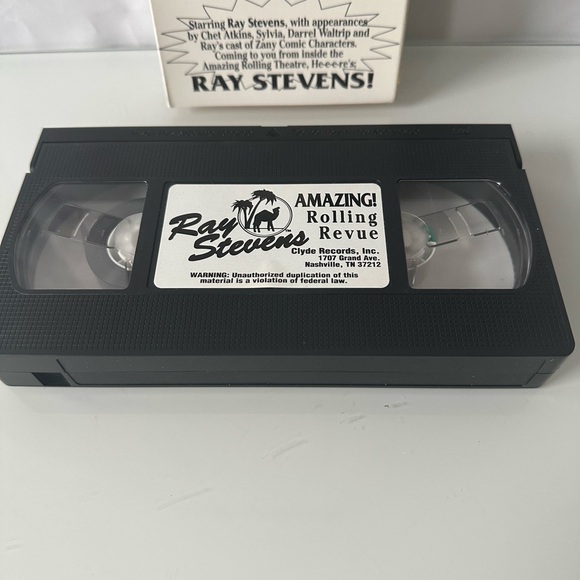 Starring Ray Stevens, with appearances
by Chet Atkins, Sylvia, Darrel Waltrip and
Ray's cast of Zany Comic Characters.
Coming to you from inside the
Amazing Rolling Theatre, He-e-e-re's
RAY STEVENS!
Ray
Stevens
AMAZING!
Rolling
Revue
Clyde Records, Inc.
1707 Grand Ave.
Nashville, TN 37212
WARNING: Unauthorized duplication of this
material is a violation of federal law.